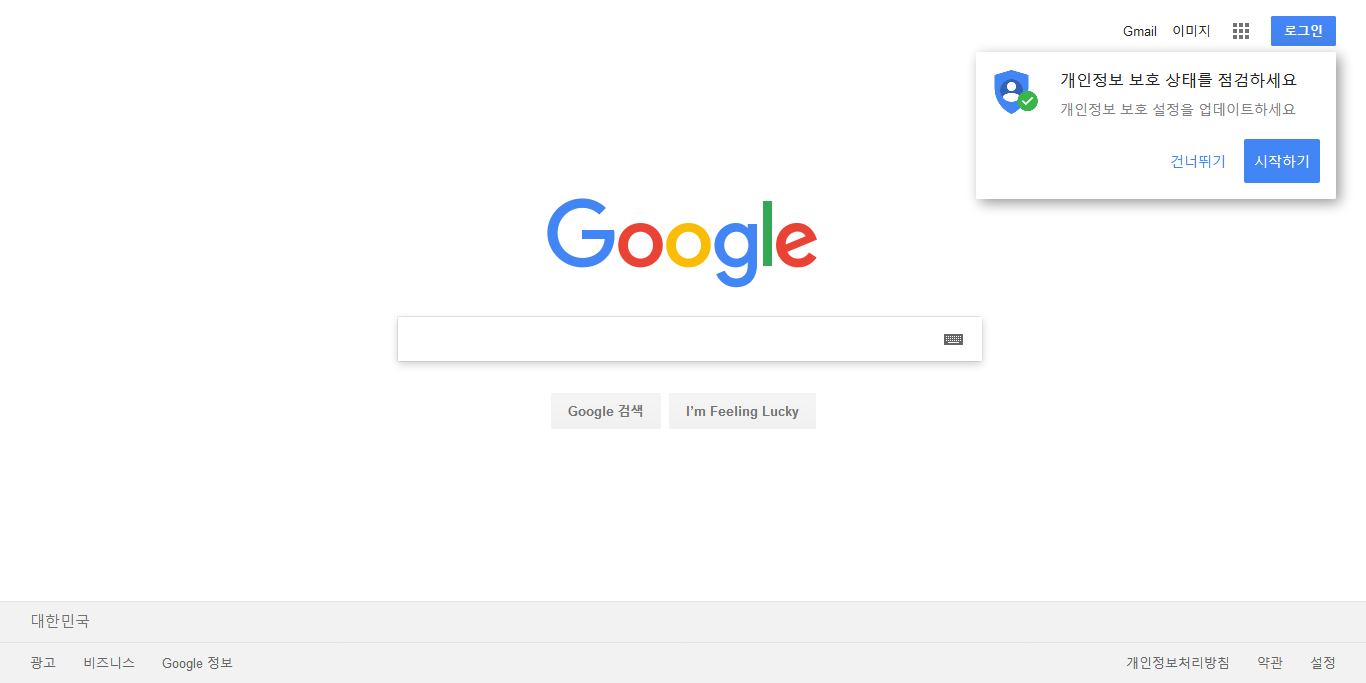 Gmail 이미지 로그인
개인정보 보호 상태를 점검하세요
개인정보 보호 설정을 업데이트하세요
건너뛰기 시작하기
Google
Google 검색 I’m Feeling Lucky
대한민국
광고 비즈니스 Google 정보 개인정보처리방침 약관 설정